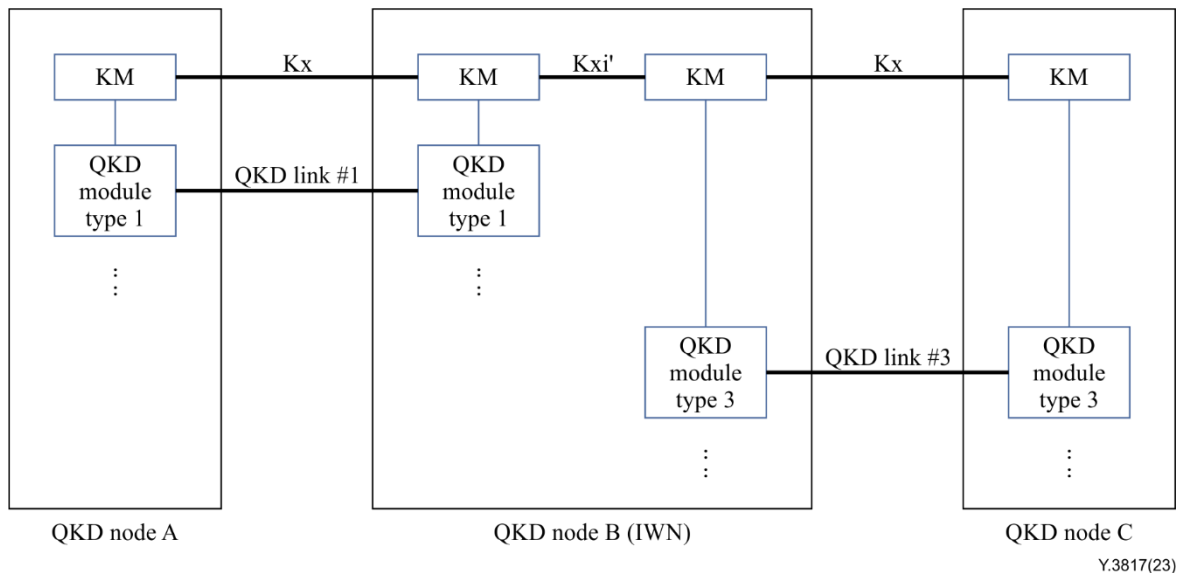 KM
Kx
KM
Kxi'
KM
Kx
KM
QKD
module
type 1
QKD link #1
QKD
module
type 1
QKD
module
type 3
QKD link #3
QKD
module
type 3
QKD node A
QKD node B (IWN)
QKD node C
Y.3817(23)